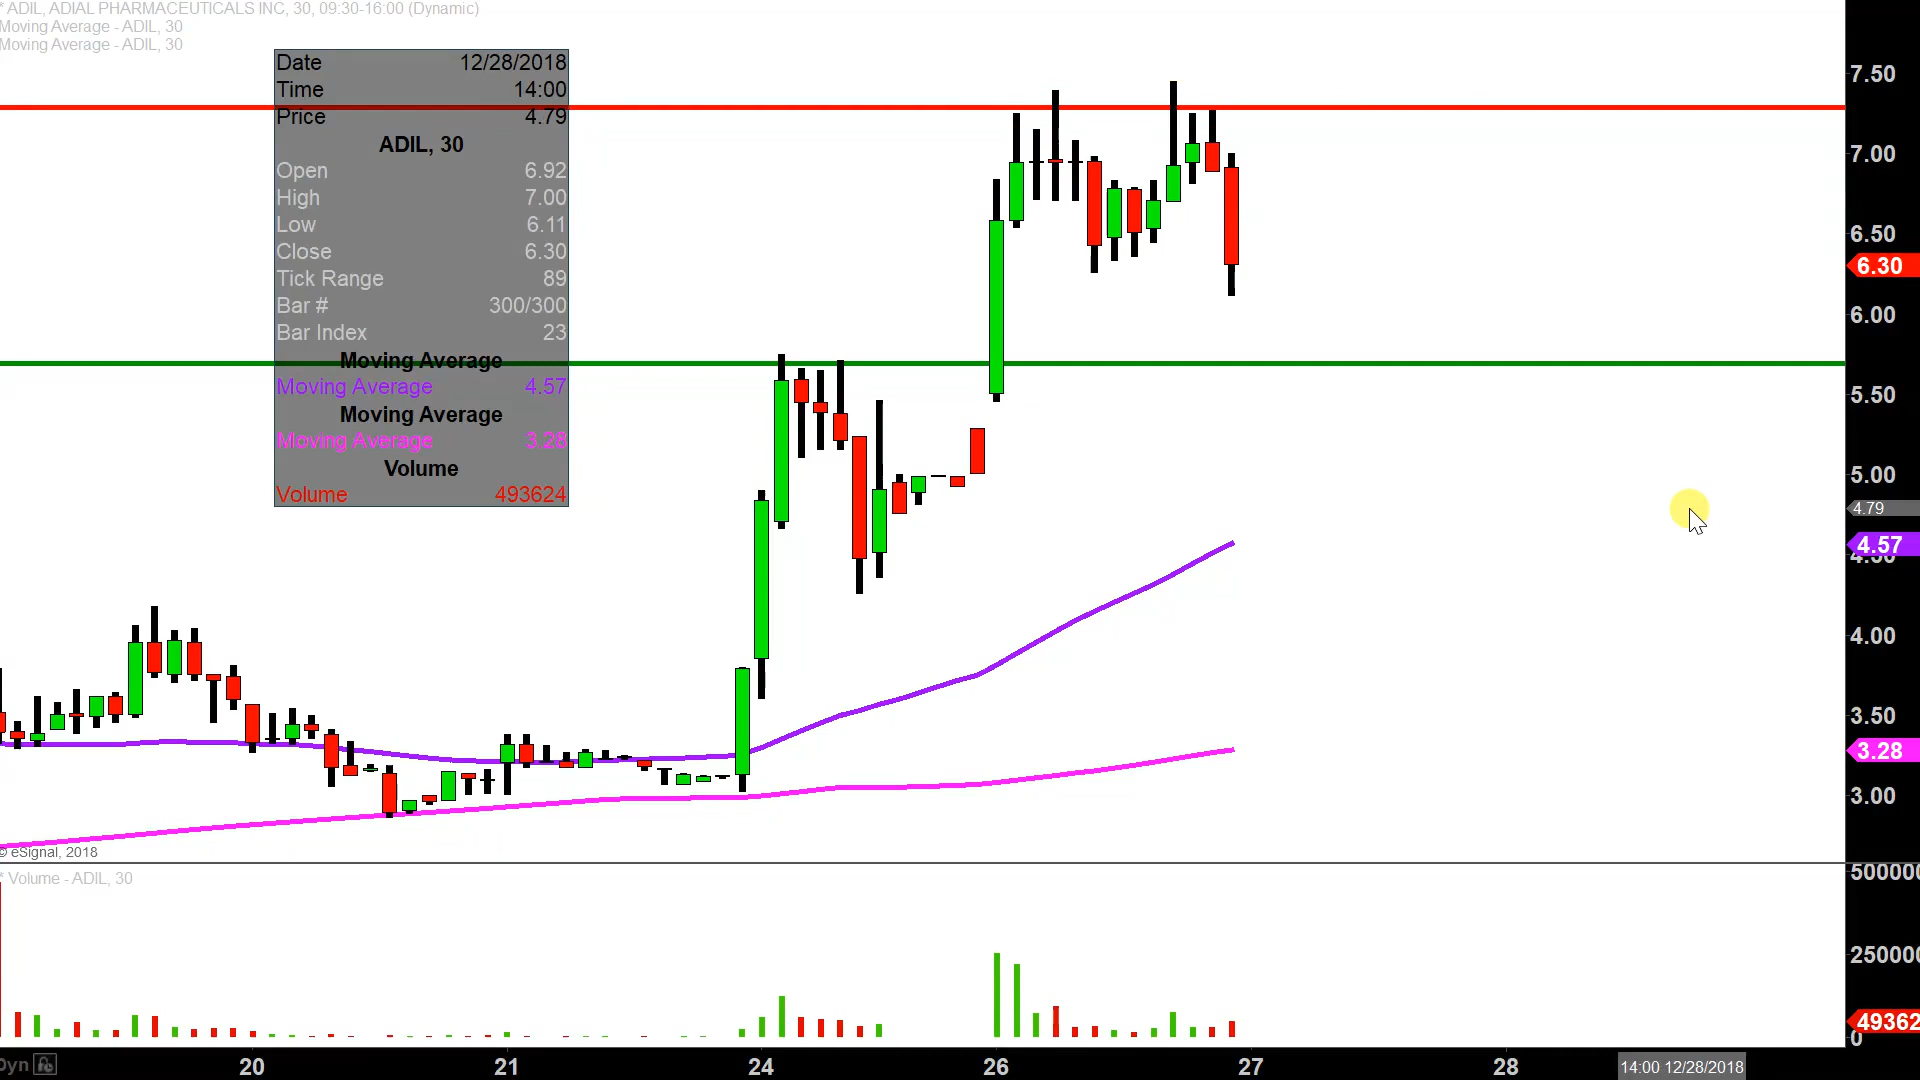 * ADIL, ADIAL PHARMACEUTICALS INC, 30, 09:30-16:00 (Dynamic)
Moving Average - ADIL, 30
Moving Average - ADIL, 30
Date 12/28/2018
Time 14:00
Price 4.79
ADIL, 30
Open 6.92
High 7.00
Low 6.11
Close 6.30
Tick Range 89
Bar # 300/300
Bar Index 23
Moving Average
Moving Average 4.57
Moving Average
Moving Average 3.28
Volume
Volume 493624
7.50
7.00
6.50
6.30
6.00
5.50
5.00
4.79
4.57
4.00
3.50
3.28
3.00
© eSignal, 2018
* Volume - ADIL, 30
500000
250000
49362
0
Dyn
20 21 24 26 27 28 14:00 12/28/2018